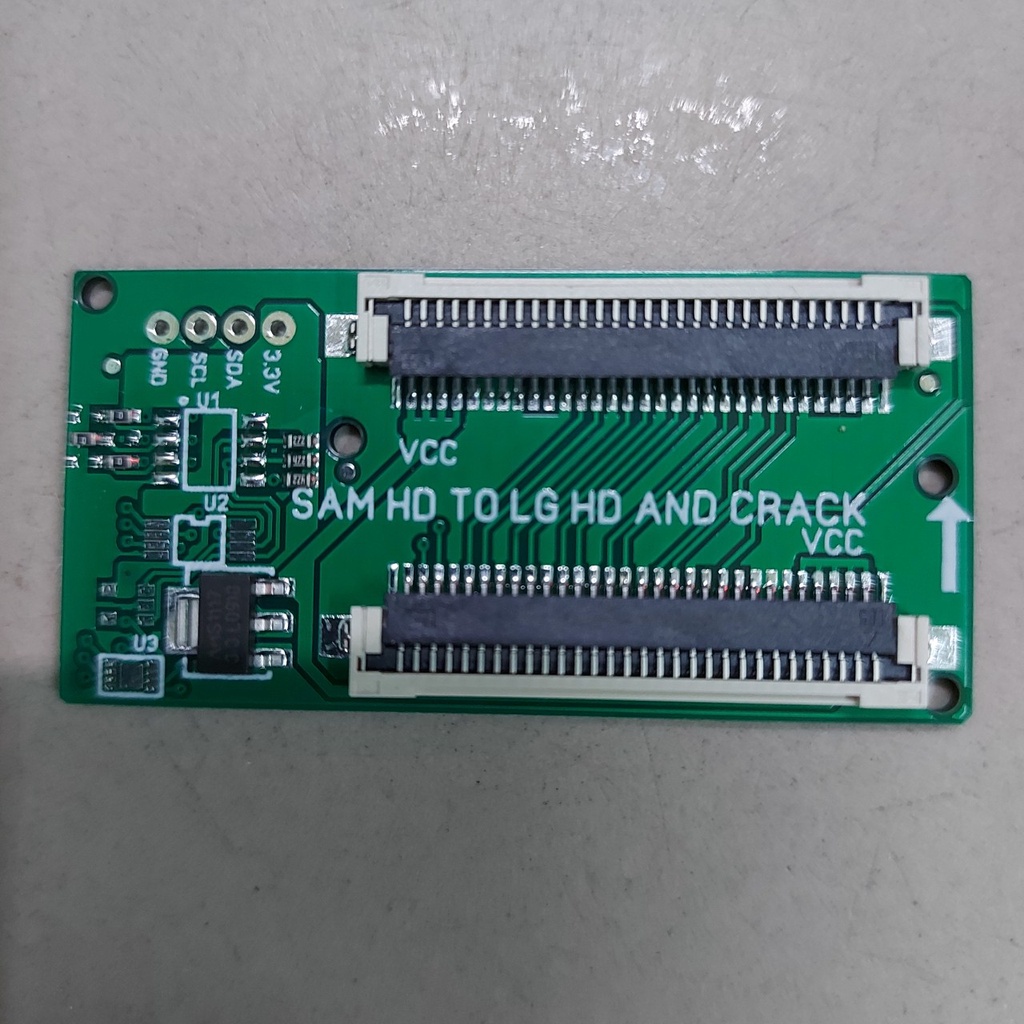 GND
SCL
SDA
3.3V
U1
VCC
U2
SAM HD TO LG HD AND CRACK
VCC
U3